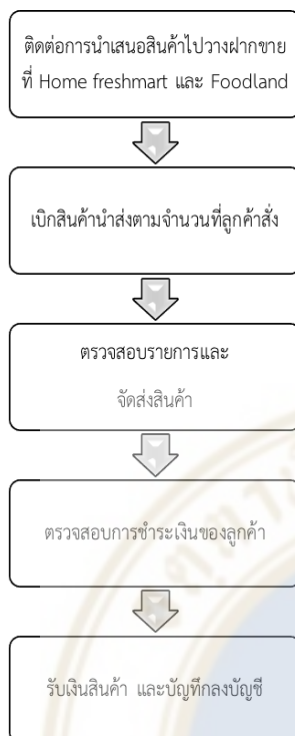 ติดต่อการนำเสนอสินค้าไปวางฝากขาย
ที่ Home freshmart และ Foodland
เบิกสินค้านำส่งตามจำนวนที่ลูกค้าสั่ง
ตรวจสอบรายการและ
จัดส่งสินค้า
ตรวจสอบการชำระเงินของลูกค้า
รับเงินสินค้า และบัญทึกลงบัญชี